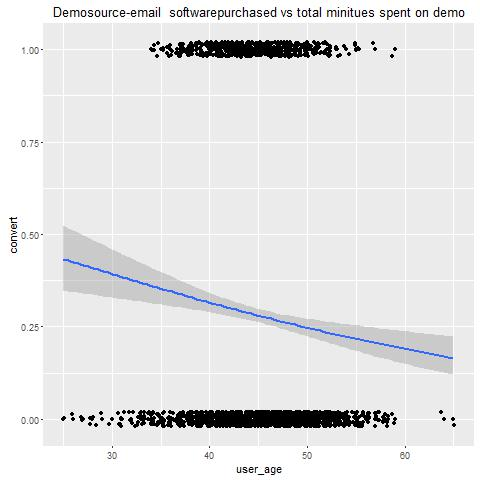 Demosource-email  softwarepurchased vs total minitues spent on demo
1.00
0.75
convert
0.50
0.25
0.00
30 40 50 60
user_age